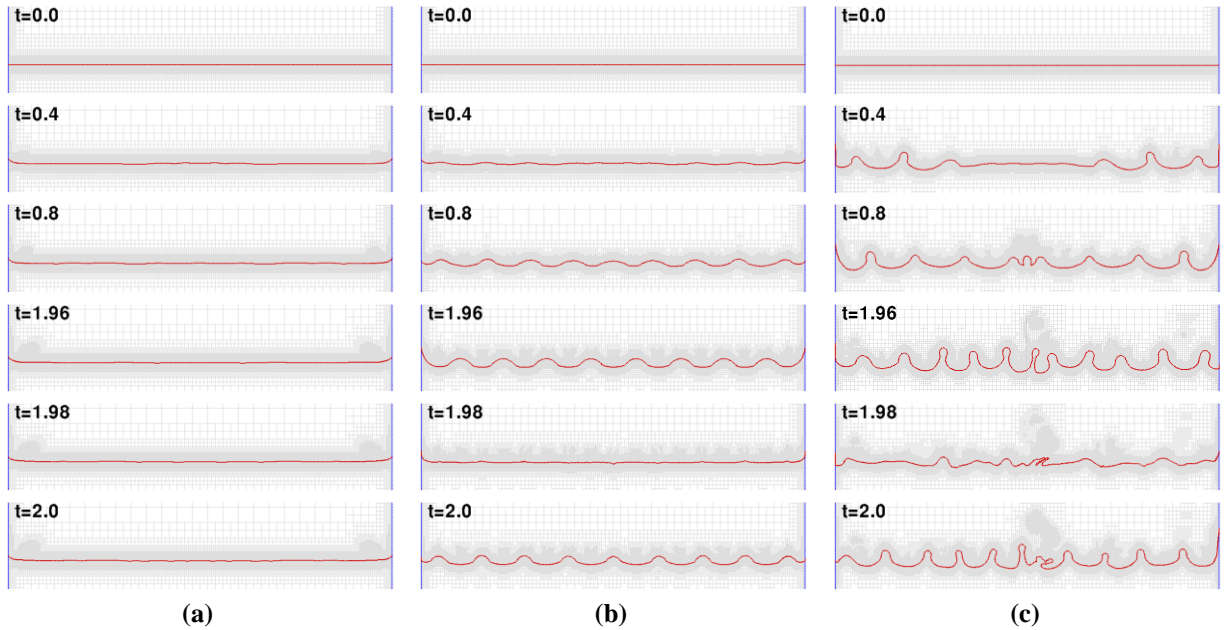 t=0.0 t=0.0 t=0.0
t=0.4 t=0.4 t=0.4
t=0.8 t=0.8 t=0.8
t=1.96 t=1.96 t=1.96
t=1.98 t=1.98 t=1.98
t=2.0 t=2.0 t=2.0
(a) (b) (c)